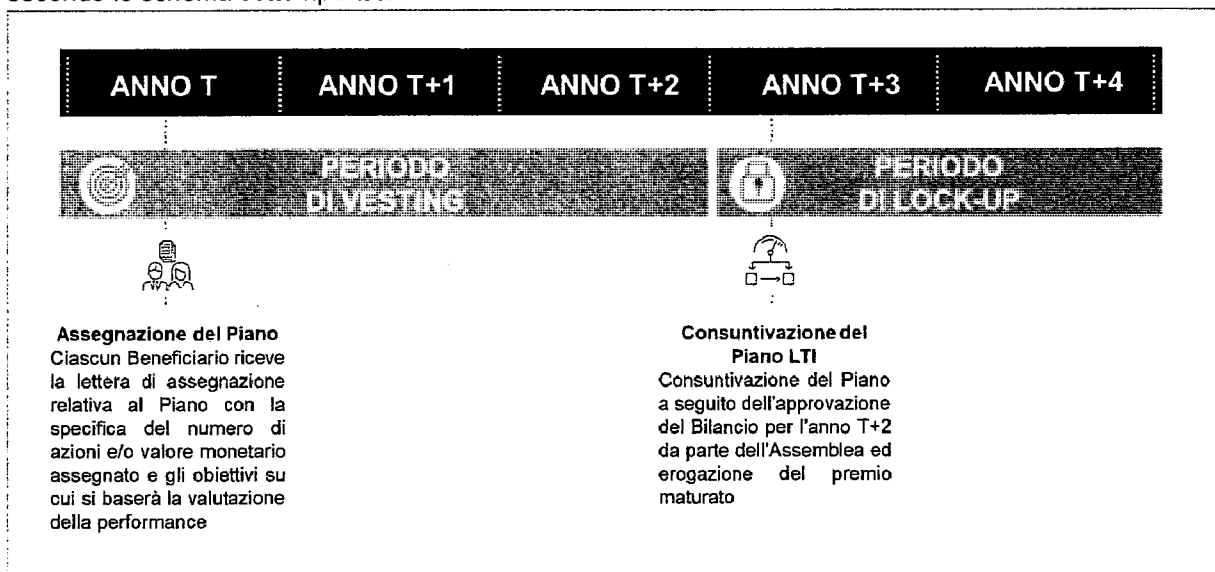 ANNO T ANNO T+1 ANNO T+2 ANNO T+3 ANNO T+4
PERIODO
DI VESTING
PERIODO
DI LOCK-UP
Assegnazione del Piano
Ciascun Beneficiario riceve
la lettera di assegnazione
relativa al Piano con la
specifica del numero di
azioni e/o valore monetario
assegnato e gli obiettivi su
cui si baserà la valutazione
della performance
Consuntivazione del
Piano LTI
Consuntivazione del Piano
a seguito dell'approvazione
del Bilancio per l'anno T+2
da parte dell'Assemblea ed
erogazione del premio
maturato